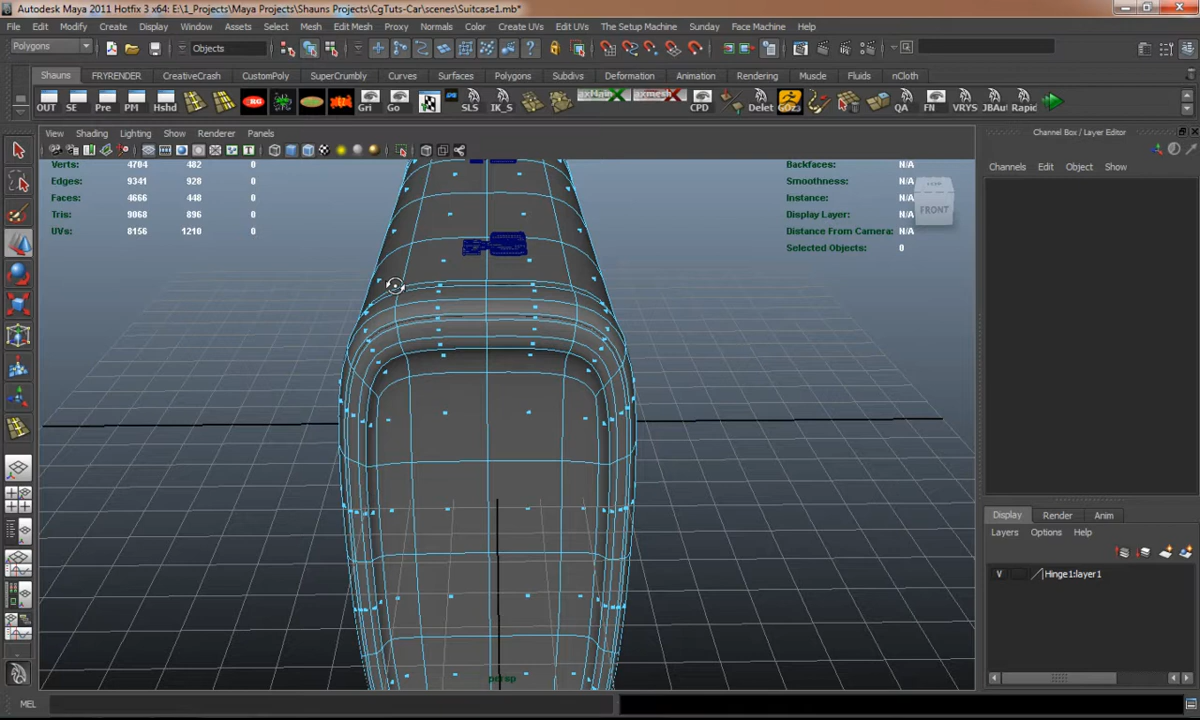 Autodesk Maya 2011 Hotfix 3 x64: E:\1_Projects\Maya Projects\Shauns Projects\CgTuts-Car\scenes\Suitcase1.mb*
File Edit Modify Create Display Window Assets Select Mesh Edit Mesh Proxy Normals Create UVs Edit UVs The Setup Machine Sunday Face Machine Help
Polygons Objects
Shauns FRYRENDER CreativeCrash CustomPoly SuperCrumbly Curves Surfaces Polygons Subdivs Deformation Animation Rendering Muscle Fluids nCloth
OUT SE Pre PM Hshd RG Gri Go SLS IK_S axMain axmesh CPD Delet GOzs QA FN VRYS JBAut Rapic
Channel Box / Layer Editor
View Shading Lighting Show Renderer Panels
Channels Edit Object Show
Verts: 4704 482 0
Edges: 9341 928 0
Faces: 4666 448 0
Tris: 9068 896 0
UVs: 8156 1210 0
Backfaces: N/A
Smoothness: N/A
Instance: N/A
Display Layer: N/A
Distance From Camera: N/A
Selected Objects: 0
FRONT
persp
Display Render Anim
Layers Options Help
V Hinge1:layer1
MEL